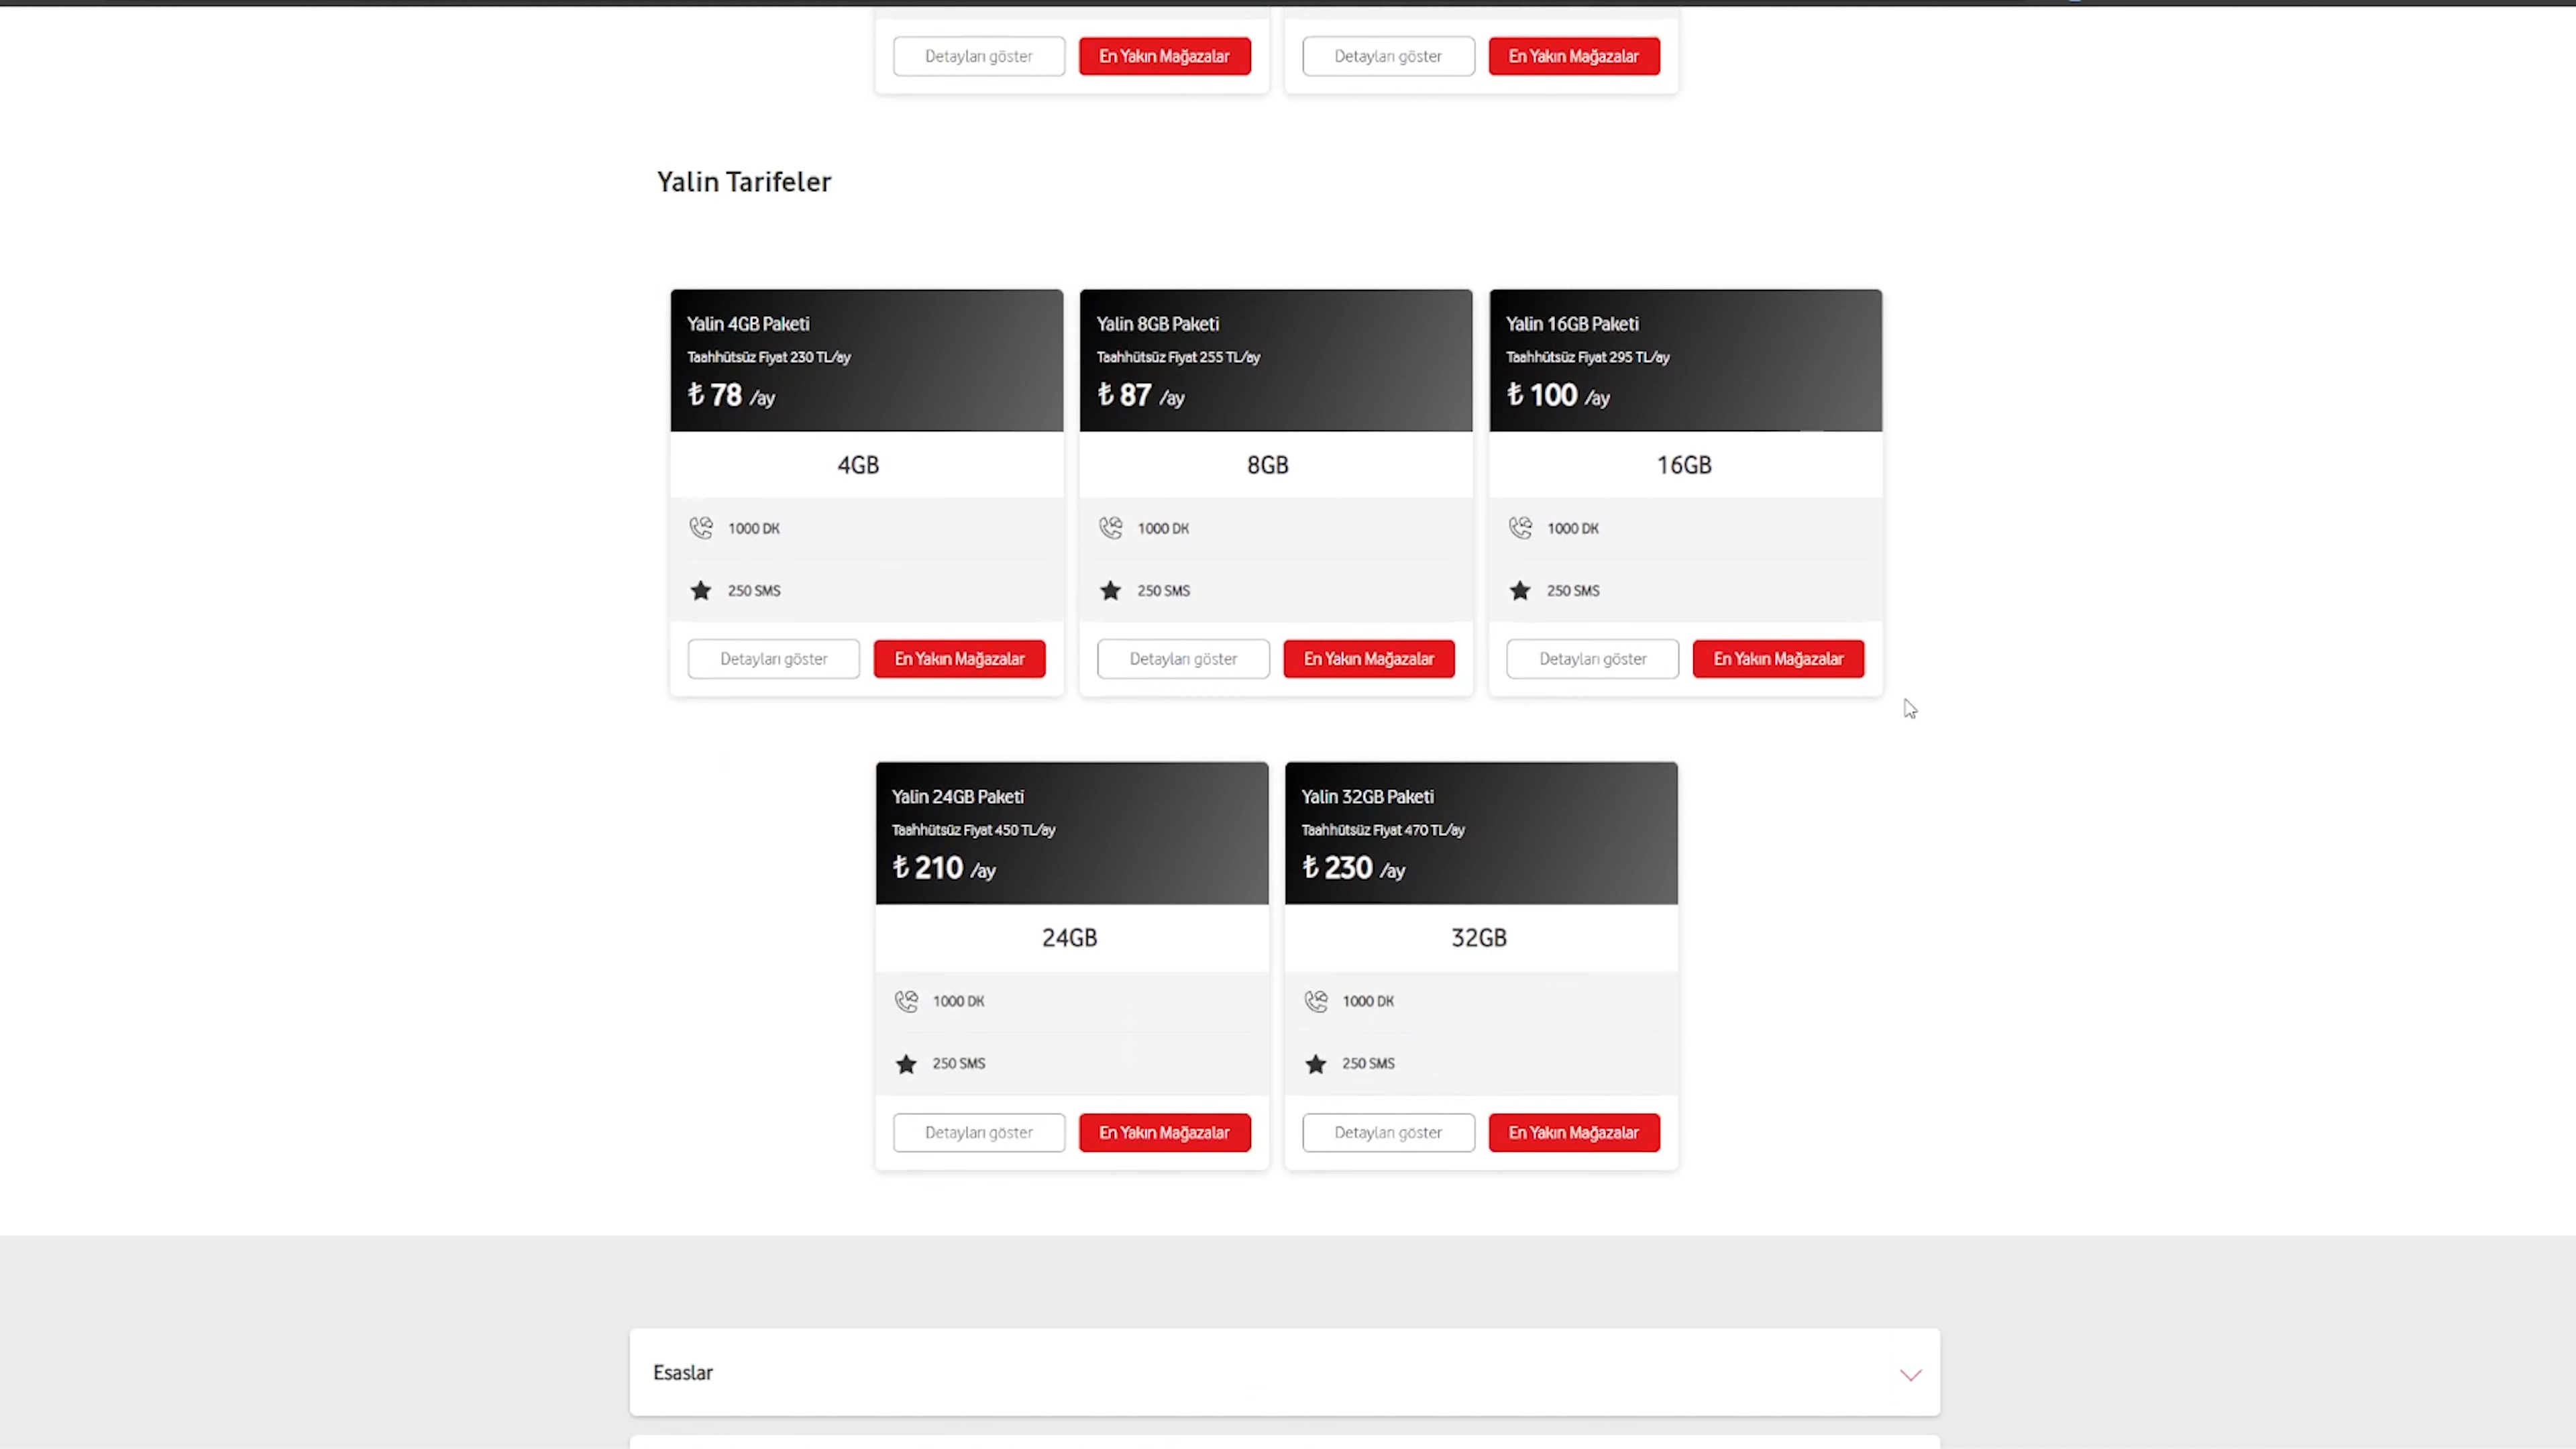 Detayları göster En Yakın Mağazalar Detayları göster En Yakın Mağazalar
Yalin Tarifeler
Yalin 4GB Paketi
Taahhütsüz Fiyat 230 TL/ay
₺ 78 /ay
4GB
1000 DK
250 SMS
Detayları göster En Yakın Mağazalar
Yalin 8GB Paketi
Taahhütsüz Fiyat 255 TL/ay
₺ 87 /ay
8GB
1000 DK
250 SMS
Detayları göster En Yakın Mağazalar
Yalin 16GB Paketi
Taahhütsüz Fiyat 295 TL/ay
₺ 100 /ay
16GB
1000 DK
250 SMS
Detayları göster En Yakın Mağazalar
Yalin 24GB Paketi
Taahhütsüz Fiyat 450 TL/ay
₺ 210 /ay
24GB
1000 DK
250 SMS
Detayları göster En Yakın Mağazalar
Yalin 32GB Paketi
Taahhütsüz Fiyat 470 TL/ay
₺ 230 /ay
32GB
1000 DK
250 SMS
Detayları göster En Yakın Mağazalar
Esaslar